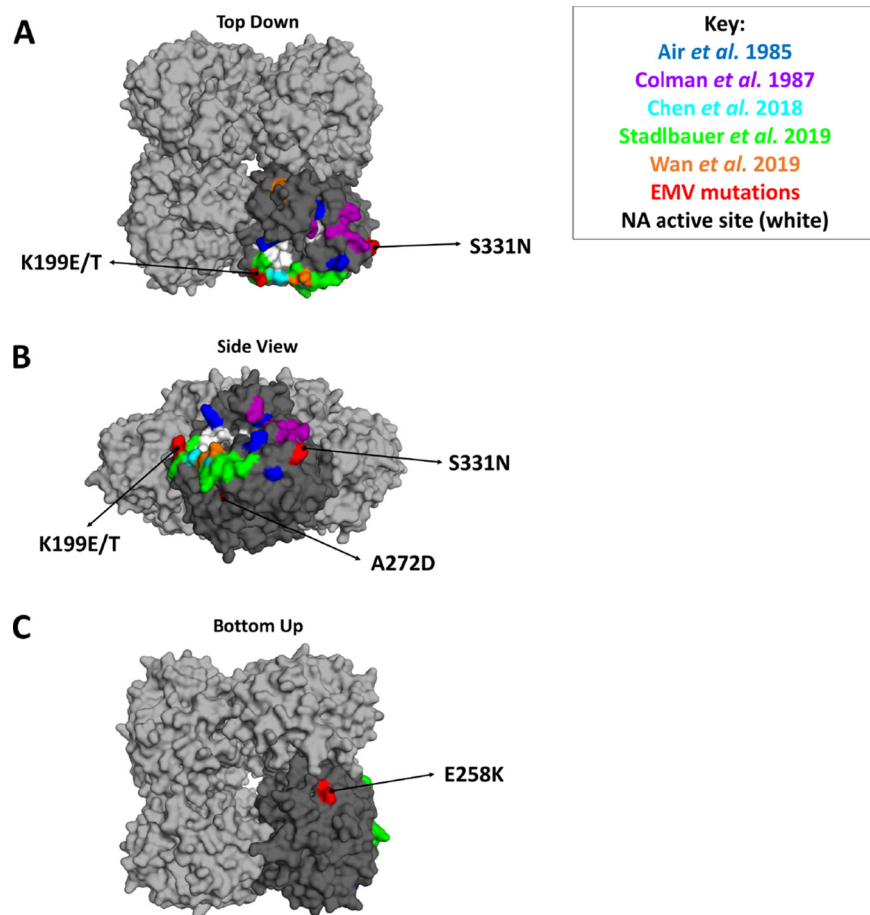 A
Top Down
K199E/T
S331N
Key:
Air et al. 1985
Colman et al. 1987
Chen et al. 2018
Stadlbauer et al. 2019
Wan et al. 2019
EMV mutations
NA active site (white)
B
Side View
S331N
K199E/T
A272D
C
Bottom Up
E258K